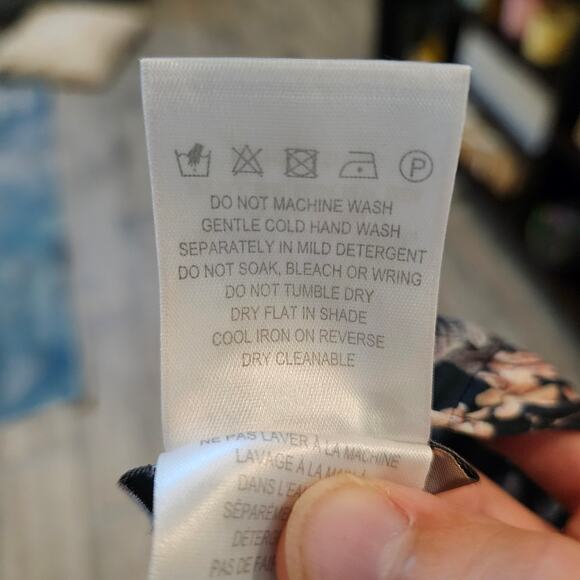 P
DO NOT MACHINE WASH
GENTLE COLD HAND WASH
SEPARATELY IN MILD DETERGENT
DO NOT SOAK, BLEACH OR WRING
DO NOT TUMBLE DRY
DRY FLAT IN SHADE
COOL IRON ON REVERSE
DRY CLEANABLE
NE PAS LAVER À LA MACHINE
LAVAGE À LA
DANS
PAS DE